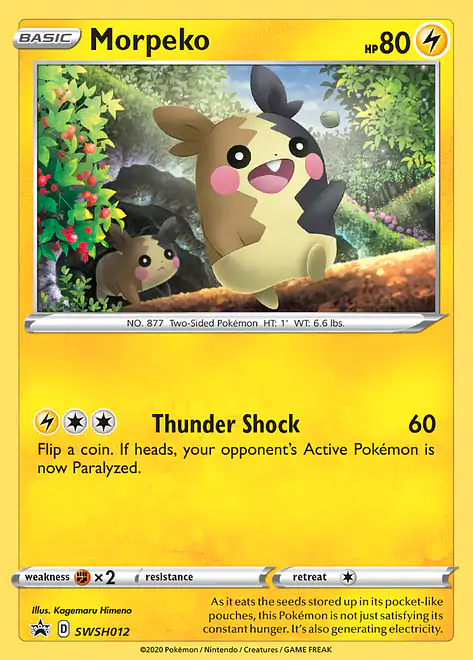 BASIC Morpeko HP 80
NO. 877 Two-Sided Pokémon HT: 1' WT: 6.6 lbs.
Thunder Shock 60
Flip a coin. If heads, your opponent's Active Pokémon is
now Paralyzed.
weakness ×2 resistance retreat
Illus. Kagemaru Himeno
D SWSH012
As it eats the seeds stored up in its pocket-like
pouches, this Pokémon is not just satisfying its
constant hunger. It's also generating electricity.
©2020 Pokémon / Nintendo / Creatures / GAME FREAK